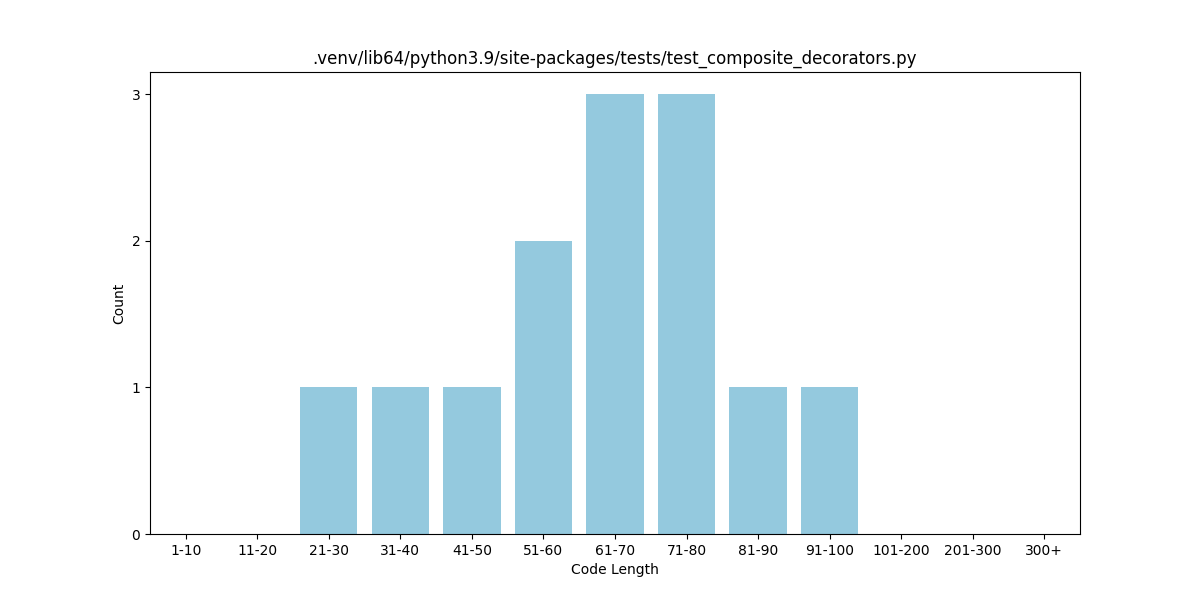 .venv/lib64/python3.9/site-packages/tests/test_composite_decorators.py
3
2
1
0
Count
1-10 11-20 21-30 31-40 41-50 51-60 61-70 71-80 81-90 91-100 101-200 201-300 300+
Code Length